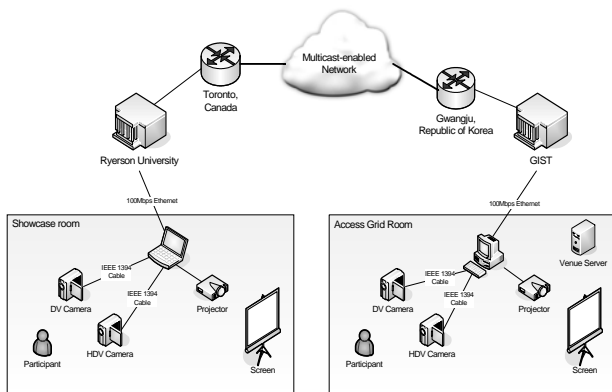 Multicast-enabled
Network
Toronto,
Canada
Gwangju,
Republic of Korea
Ryerson University
GIST
100Mbps Ethernet
100Mbps Ethernet
Showcase room
IEEE 1394
Cable
IEEE 1394
Cable
DV Camera
Projector
HDV Camera
Participant
Screen
Access Grid Room
Venue Server
IEEE 1394
Cable
IEEE 1394
Cable
DV Camera
Projector
HDV Camera
Participant
Screen